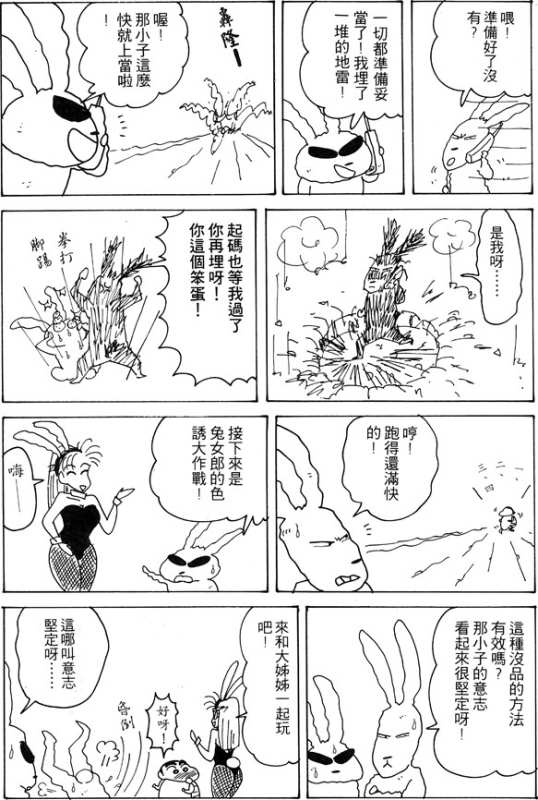 喂！
準備好了沒
有？
一切都準備妥
當了！我埋了
一堆的地雷！
轟隆！
喔！
那小子這麼
快就上當啦
！
是我呀……
起碼也等我過了
你再埋呀！
你這個笨蛋！
拳打
腳踢
哼！
跑得還滿快
的！
一二三四
接下來是
兔女郎的色
誘大作戰！
嗨——
這種沒品的方法
有效嗎？
那小子的意志
看起來很堅定呀！
來和大姊姊一起玩
吧！
好呀！
昏倒
這哪叫意志
堅定呀……